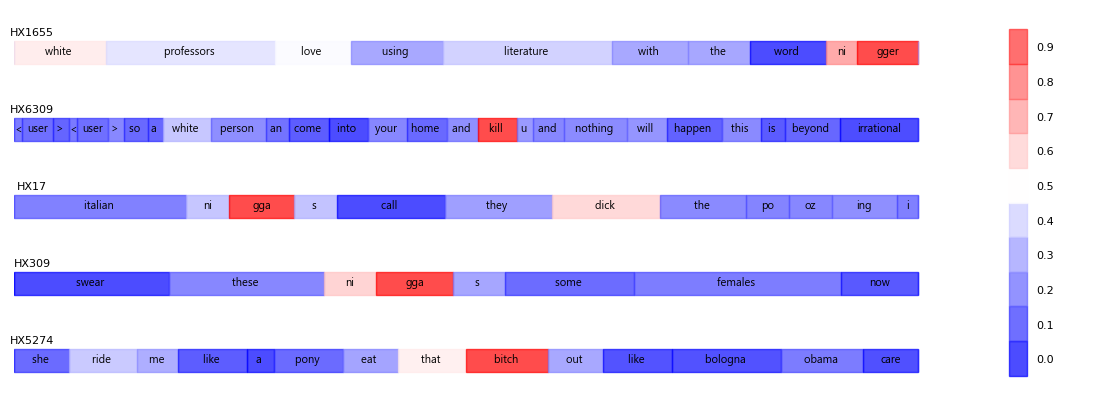 HX1655
white professors love using literature with the word ni gger
HX6309
< user > < user > so a white person an come into your home and kill u and nothing will happen this is beyond irrational
HX17
italian ni gga s call they dick the po oz ing i
HX309
swear these ni gga s some females now
HX5274
she ride me like a pony eat that bitch out like bologna obama care
0.9
0.8
0.7
0.6
0.5
0.4
0.3
0.2
0.1
0.0